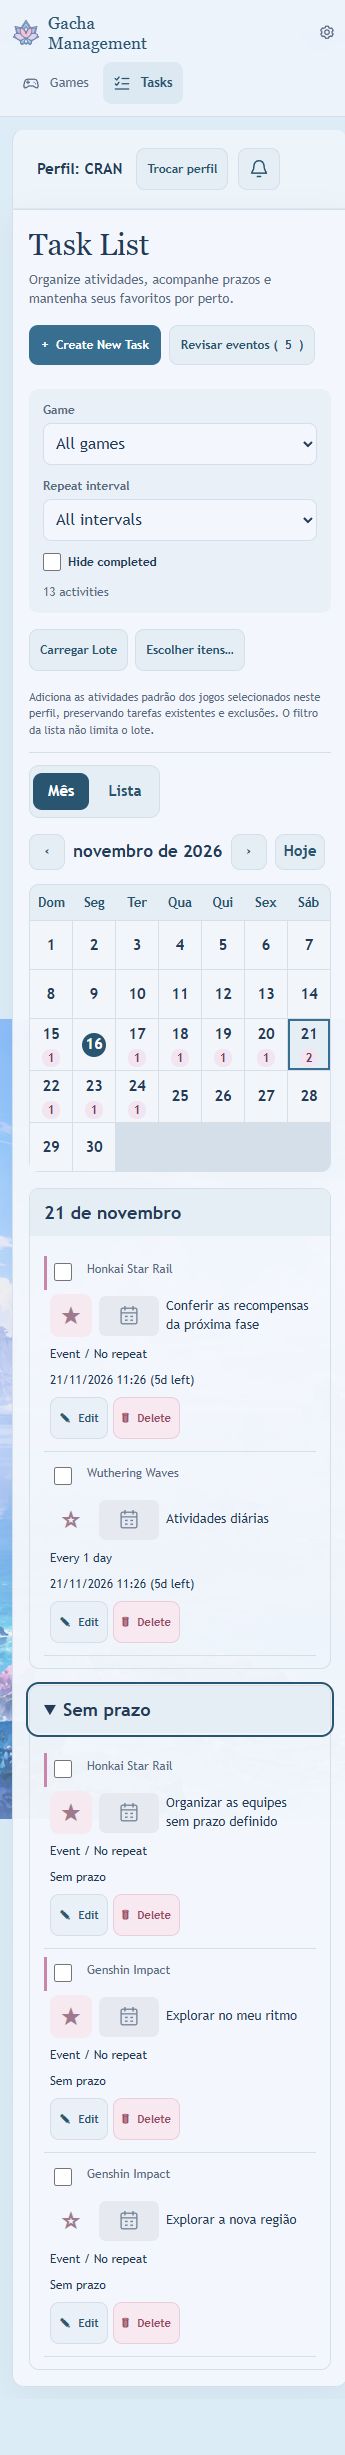 Gacha
Management
Games
Tasks
Perfil: CRAN
Trocar perfil
Task List
Organize atividades, acompanhe prazos e
mantenha seus favoritos por perto.
+ Create New Task
Revisar eventos ( 5 )
Game
All games
Repeat interval
All intervals
Hide completed
13 activities
Carregar Lote
Escolher itens...
Adiciona as atividades padrão dos jogos selecionados neste
perfil, preservando tarefas existentes e exclusões. O filtro
da lista não limita o lote.
Mês
Lista
‹
novembro de 2026
›
Hoje
Dom Seg Ter Qua Qui Sex Sáb
1 2 3 4 5 6 7
8 9 10 11 12 13 14
15 16 17 18 19 20 21
1 1 1 1 1 2
22 23 24 25 26 27 28
1 1 1
29 30
21 de novembro
Honkai Star Rail
Conferir as recompensas
da próxima fase
Event / No repeat
21/11/2026 11:26 (5d left)
Edit
Delete
Wuthering Waves
Atividades diárias
Every 1 day
21/11/2026 11:26 (5d left)
Edit
Delete
▼ Sem prazo
Honkai Star Rail
Organizar as equipes
sem prazo definido
Event / No repeat
Sem prazo
Edit
Delete
Genshin Impact
Explorar no meu ritmo
Event / No repeat
Sem prazo
Edit
Delete
Genshin Impact
Explorar a nova região
Event / No repeat
Sem prazo
Edit
Delete